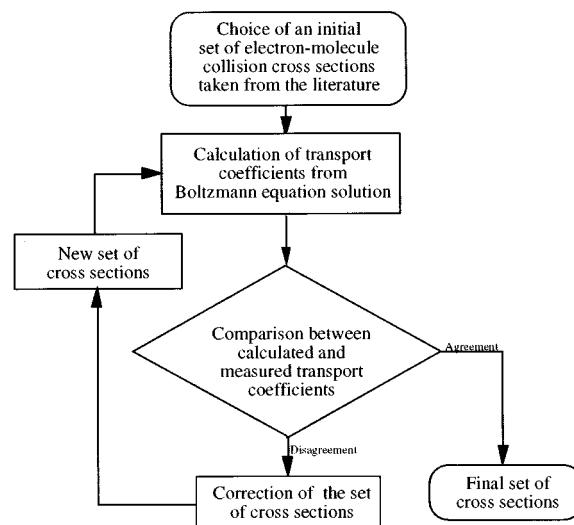 Choice of an initial
set of electron-molecule
collision cross sections
taken from the literature
Calculation of transport
coefficients from
Boltzmann equation solution
New set of
cross sections
Comparison between
calculated and
measured transport
coefficients
Agreement
Disagreement
Correction of the set
of cross sections
Final set of
cross sections